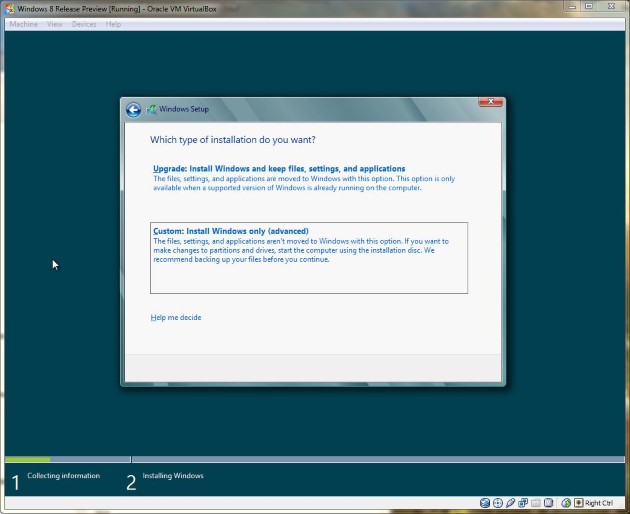 Windows 8 Release Preview [Running] - Oracle VM VirtualBox
Machine View Devices Help
Windows Setup
Which type of installation do you want?
Upgrade: Install Windows and keep files, settings, and applications
The files, settings, and applications are moved to Windows with this option. This option is only
available when a supported version of Windows is already running on the computer.
Custom: Install Windows only (advanced)
The files, settings, and applications aren't moved to Windows with this option. If you want to
make changes to partitions and drives, start the computer using the installation disc. We
recommend backing up your files before you continue.
Help me decide
1 Collecting information 2 Installing Windows
Right Ctrl